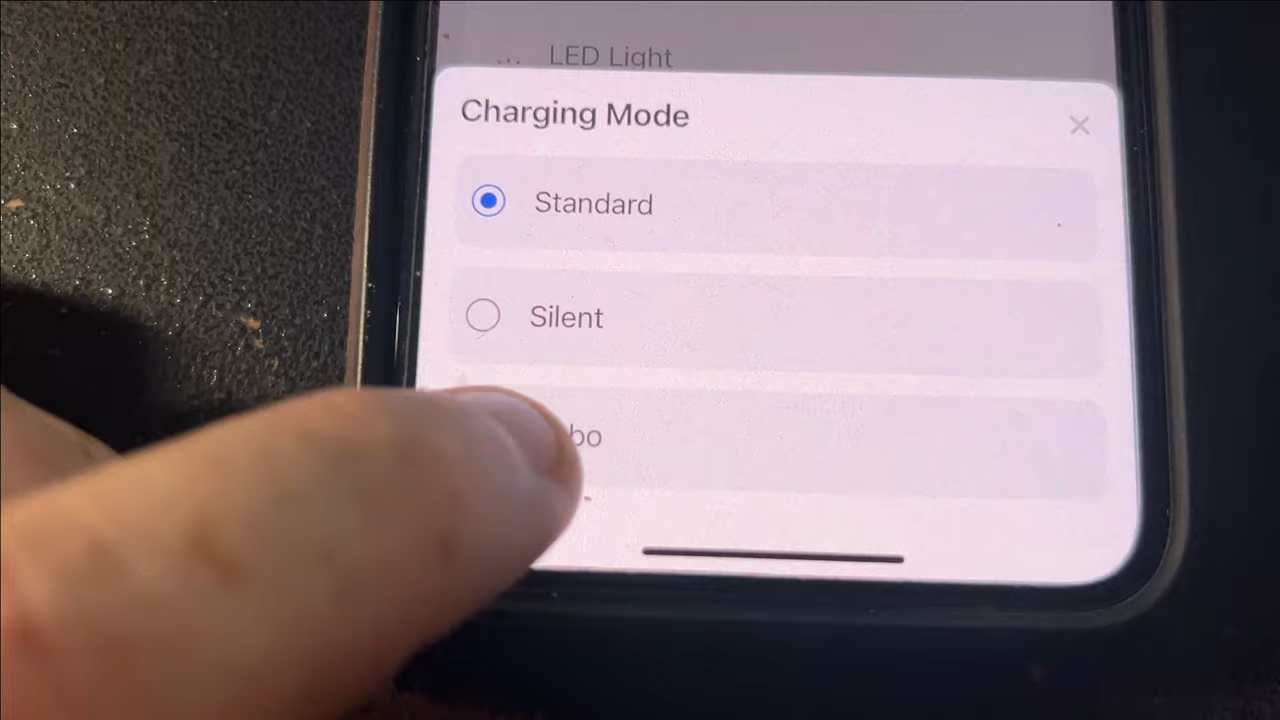 ... LED Light
Charging Mode
Standard
Silent
bo